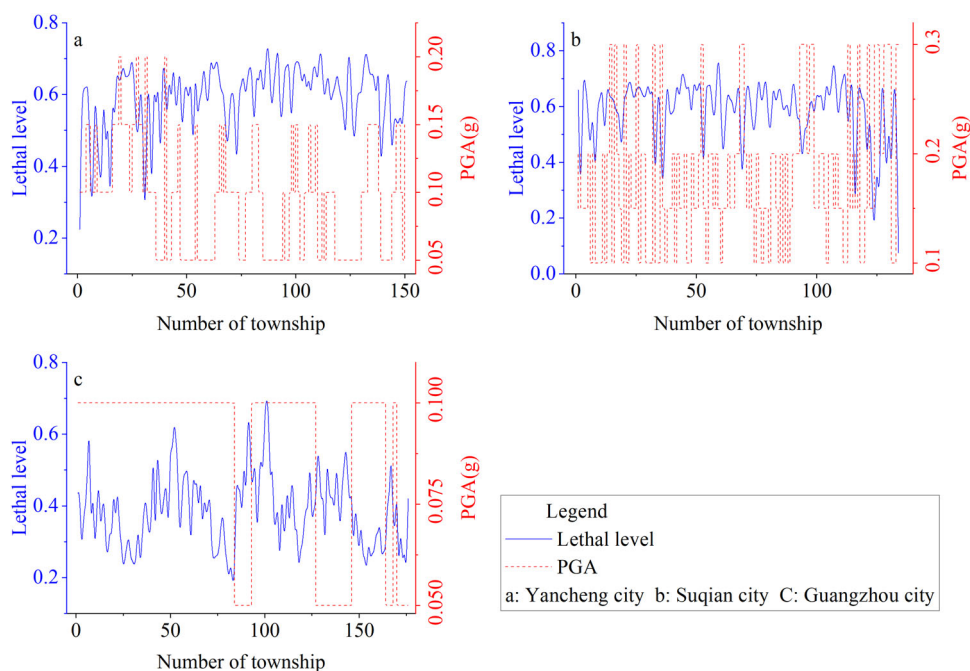 a
0.8
0.6
0.4
0.2
Lethal level
0.20
0.15
0.10
0.05
PGA(g)
0
50
100
150
Number of township
b
0.8
0.6
0.4
0.2
0.0
Lethal level
0.3
0.2
0.1
PGA(g)
0
50
100
Number of township
c
0.8
0.6
0.4
0.2
Lethal level
0.100
0.075
0.050
PGA(g)
0
50
100
150
Number of township
Legend
Lethal level
PGA
a: Yancheng city b: Suqian city C: Guangzhou city